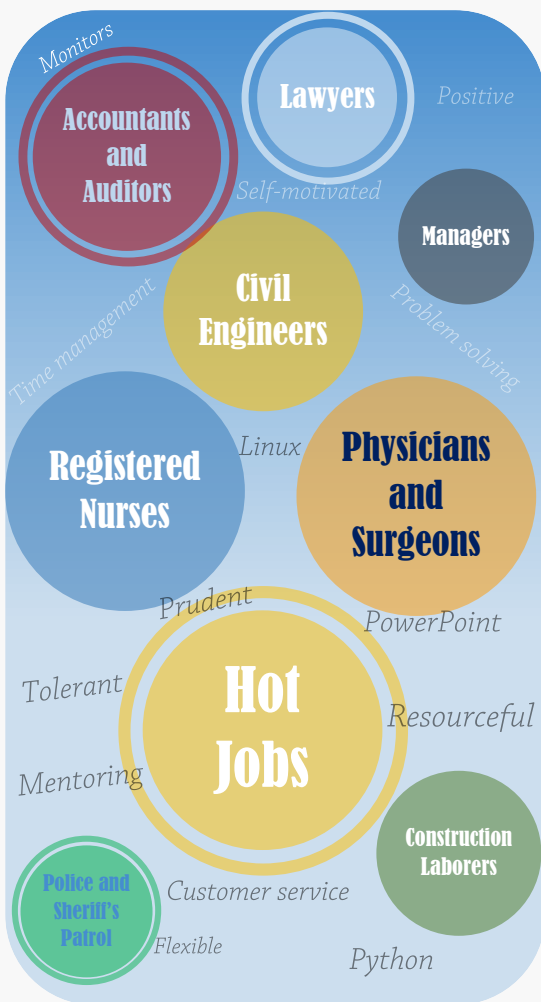 Monitors
Lawyers
Positive
Accountants
and
Auditors
Self-motivated
Managers
Civil
Engineers
Time management
Problem solving
Linux
Registered
Nurses
Physicians
and
Surgeons
Prudent
PowerPoint
Tolerant
Hot
Jobs
Resourceful
Mentoring
Construction
Laborers
Police and
Sheriff's
Patrol
Customer service
Flexible
Python